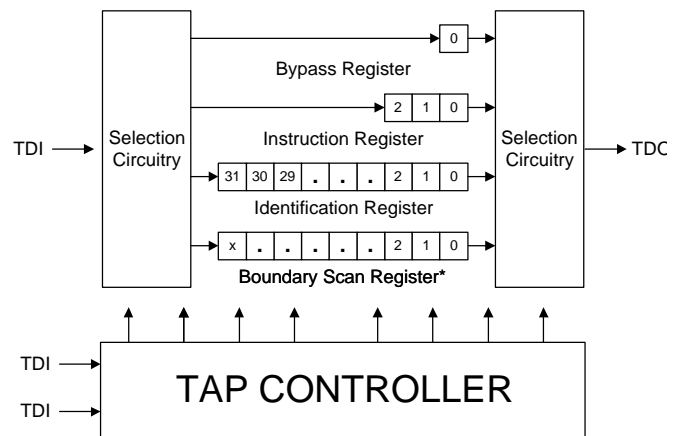 0
Bypass Register
2 1 0
Instruction Register
TDI
Selection
Circuitry
Selection
Circuitry
TDC
31 30 29 . . . 2 1 0
Identification Register
x . . . . . 2 1 0
Boundary Scan Register*
TDI
TDI
TAP CONTROLLER